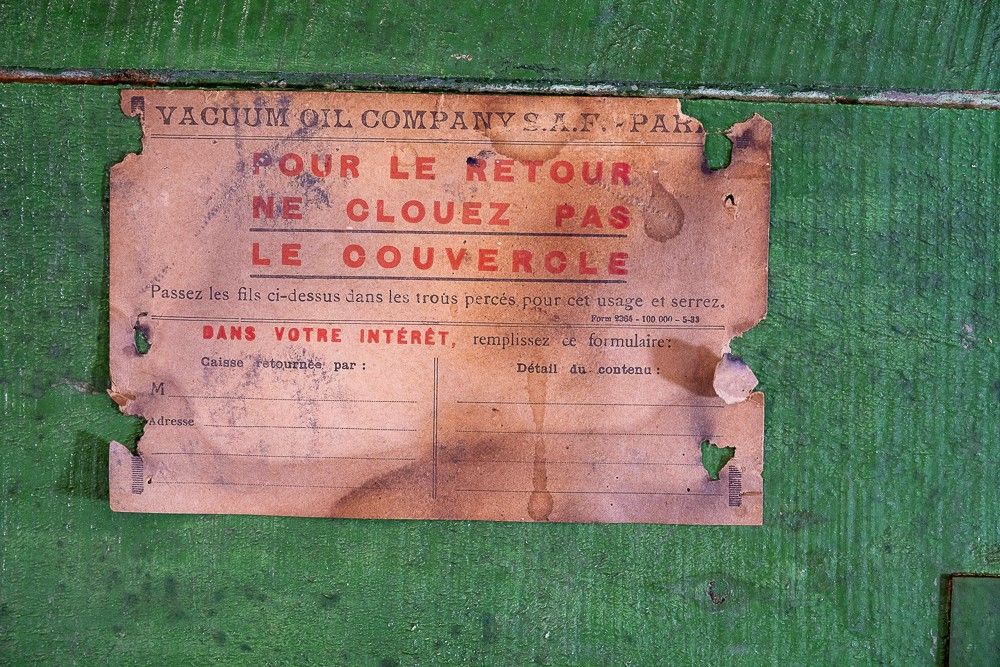 VACUUM OIL COMPANY S.A.F. - PARI
POUR LE RETOUR
NE CLOUEZ PAS
LE COUVERCLE
Passez les fils ci-dessus dans les trous percés pour cet usage et serrez.
Form 2364 - 100 000 - 5-33
DANS VOTRE INTÉRÊT, remplissez ce formulaire:
Caisse retournée par :
Détail du contenu :
M
Adresse